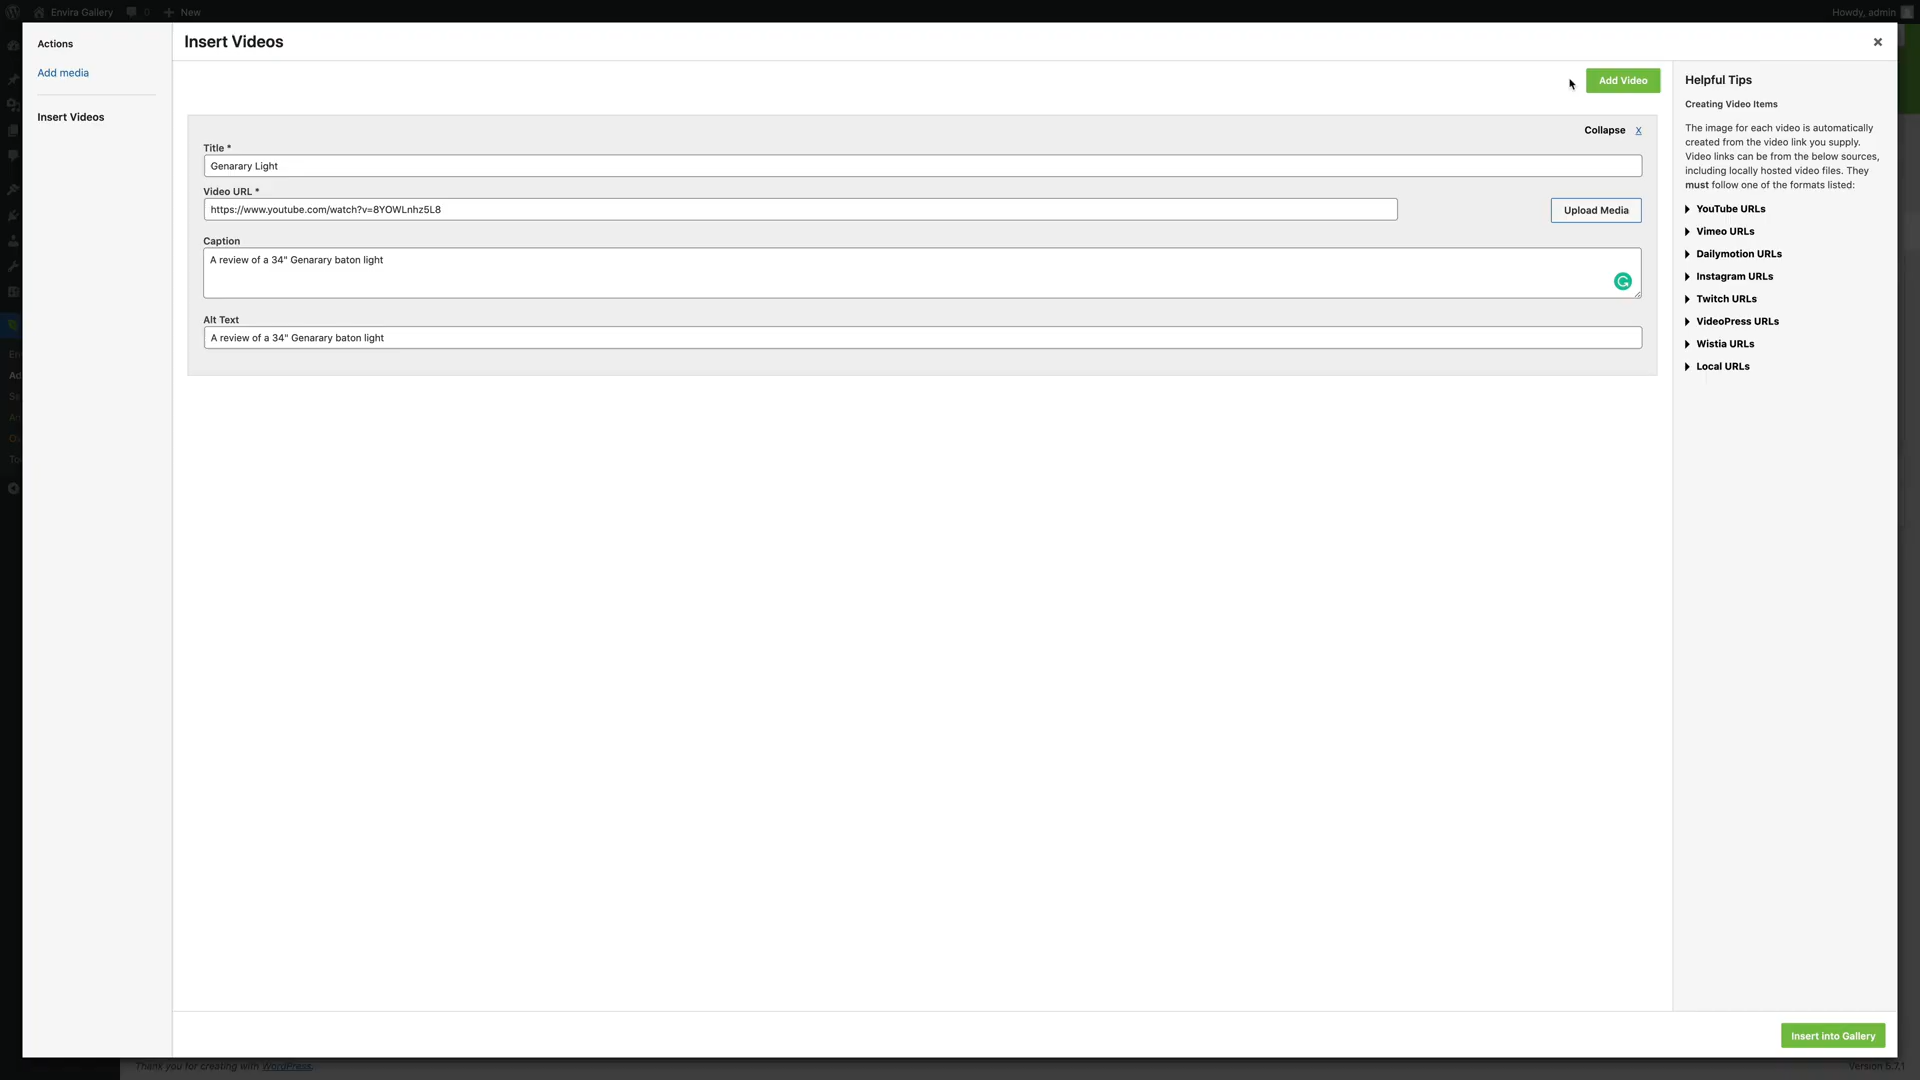 Envira Gallery
0
New
Howdy, admin
Actions
Add media
Insert Videos
Insert Videos
Add Video
Collapse X
Title *
Genarary Light
Video URL *
https://www.youtube.com/watch?v=8YOWLnhz5L8
Upload Media
Caption
A review of a 34" Genarary baton light
Alt Text
A review of a 34" Genarary baton light
Helpful Tips
Creating Video Items
The image for each video is automatically
created from the video link you supply.
Video links can be from the below sources,
including locally hosted video files. They
must follow one of the formats listed:
YouTube URLs
Vimeo URLs
Dailymotion URLs
Instagram URLs
Twitch URLs
VideoPress URLs
Wistia URLs
Local URLs
Insert into Gallery
Thank you for creating with WordPress.
Version 5.7.1